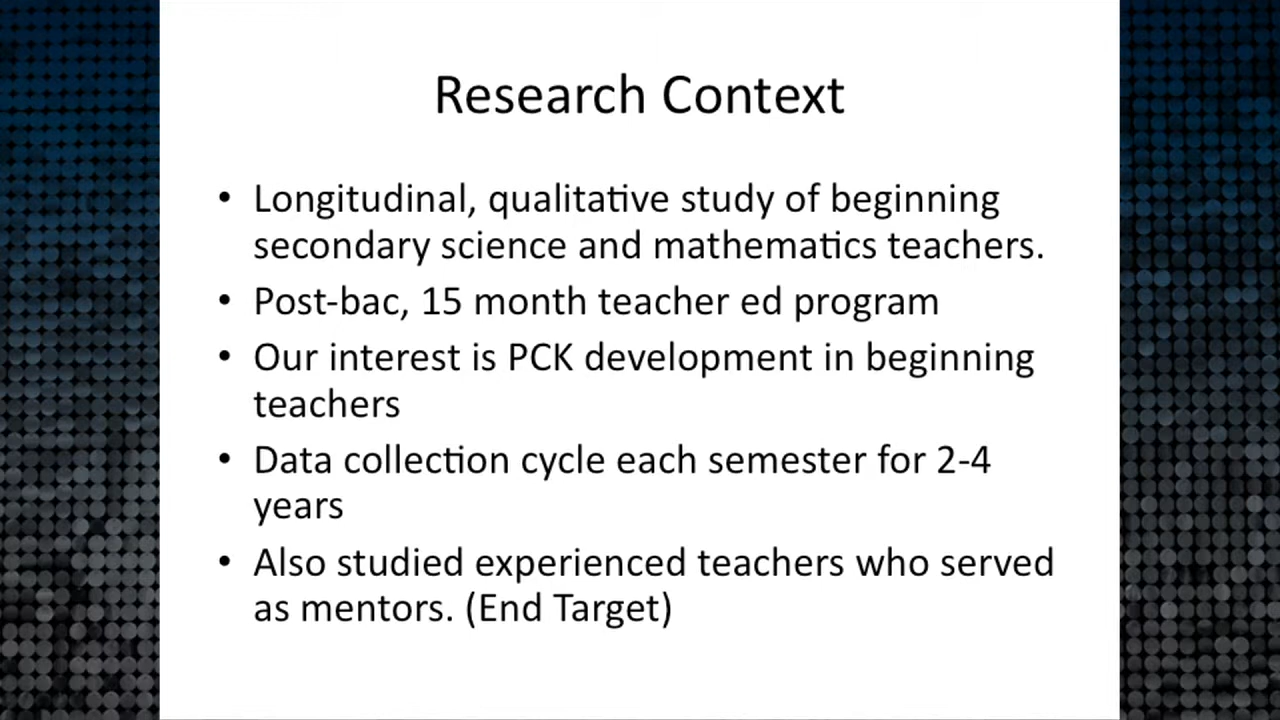 Research Context
• Longitudinal, qualitative study of beginning
secondary science and mathematics teachers.
• Post-bac, 15 month teacher ed program
• Our interest is PCK development in beginning
teachers
• Data collection cycle each semester for 2-4
years
• Also studied experienced teachers who served
as mentors. (End Target)